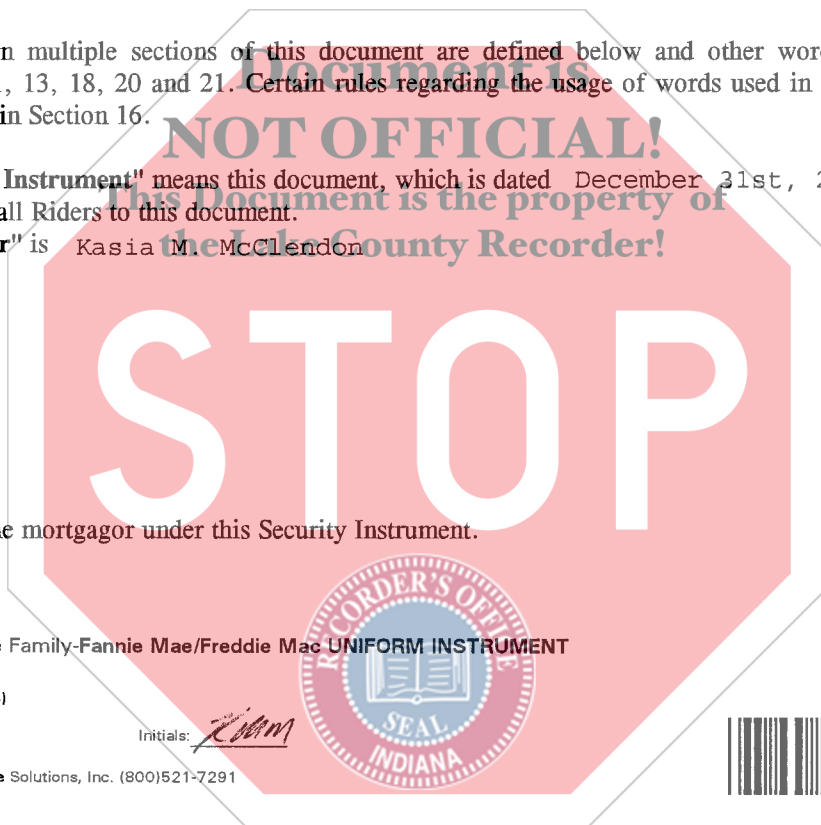 n multiple sections of this document are defined below and other wor
, 13, 18, 20 and 21. Certain rules regarding the usage of words used in
in Section 16.
Document is
NOT OFFICIAL!
This Document is the property of
the Lake County Recorder!
Instrument" means this document, which is dated December 31st, 2
all Riders to this document.
r" is Kasia M. McClendon
STOP
e mortgagor under this Security Instrument.
RECORDER'S OFFICE
SEAL
INDIANA
Family-Fannie Mae/Freddie Mac UNIFORM INSTRUMENT
Initials: KMM
e Solutions, Inc. (800)521-7291